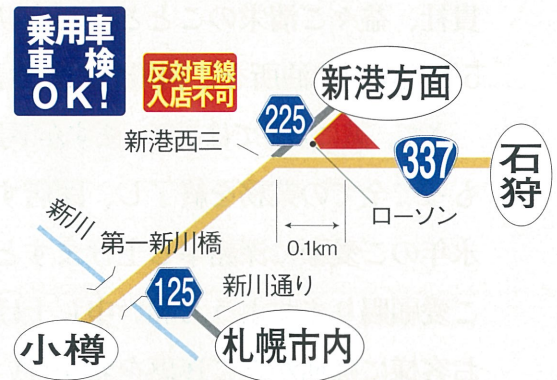 乗用車
車検
OK!
反対車線
入店不可
新港方面
225
新港西三
337
石狩
ローソン
0.1km
新川
第一新川橋
125
新川通り
小樽
札幌市内